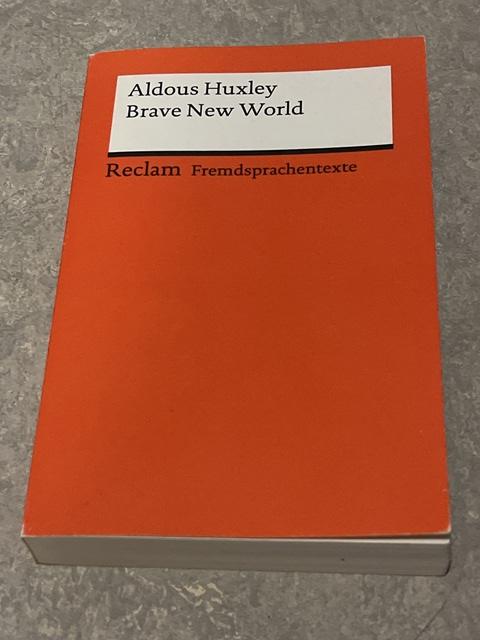 Aldous Huxley
Brave New World
Reclam Fremdsprachentexte